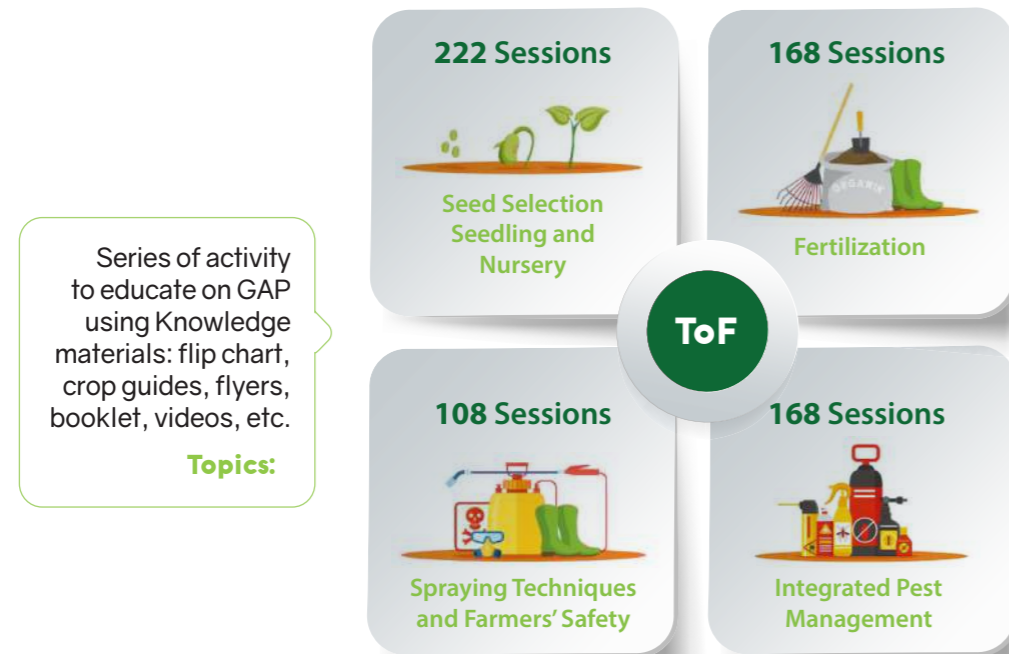 Series of activity
to educate on GAP
using Knowledge
materials: flip chart,
crop guides, flyers,
booklet, videos, etc.
Topics:
222 Sessions
Seed Selection
Seedling and
Nursery
168 Sessions
ORGANIK
Fertilization
ToF
108 Sessions
Spraying Techniques
and Farmers’ Safety
168 Sessions
Integrated Pest
Management